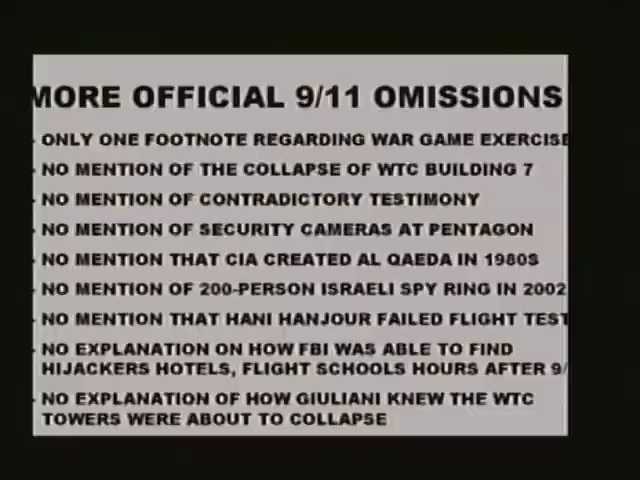 MORE OFFICIAL 9/11 OMISSIONS
- ONLY ONE FOOTNOTE REGARDING WAR GAME EXERCISE
- NO MENTION OF THE COLLAPSE OF WTC BUILDING 7
- NO MENTION OF CONTRADICTORY TESTIMONY
- NO MENTION OF SECURITY CAMERAS AT PENTAGON
- NO MENTION THAT CIA CREATED AL QAEDA IN 1980S
- NO MENTION OF 200-PERSON ISRAELI SPY RING IN 2002
- NO MENTION THAT HANI HANJOUR FAILED FLIGHT TEST
- NO EXPLANATION ON HOW FBI WAS ABLE TO FIND
HIJACKERS HOTELS, FLIGHT SCHOOLS HOURS AFTER 9/
- NO EXPLANATION OF HOW GIULIANI KNEW THE WTC
TOWERS WERE ABOUT TO COLLAPSE